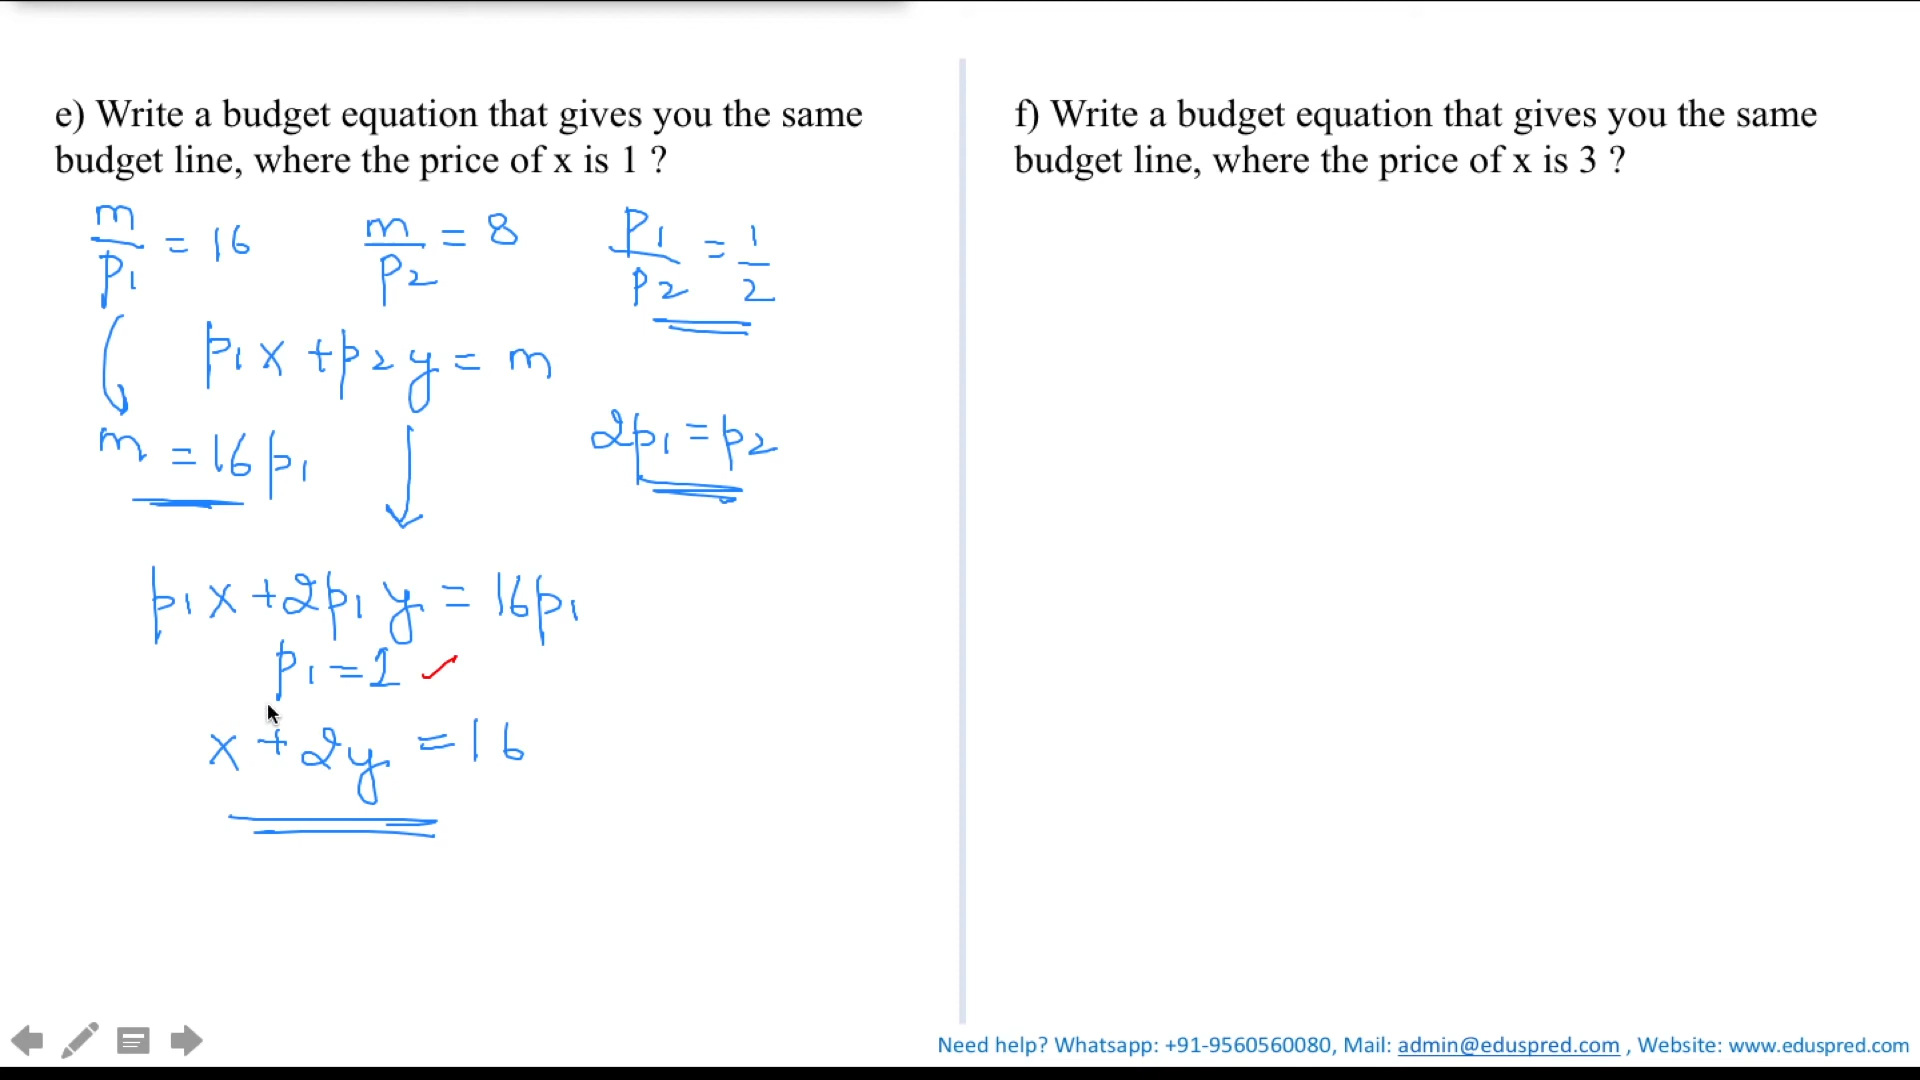 e) Write a budget equation that gives you the same
budget line, where the price of x is 1 ?
m/p1 = 16   m/p2 = 8   P1/P2 = 1/2
p1x + p2y = m
m = 16p1
2p1 = p2
p1x + 2p1y = 16p1
p1 = 1 ✓
x + 2y = 16
f) Write a budget equation that gives you the same
budget line, where the price of x is 3 ?
Need help? Whatsapp: +91-9560560080, Mail: admin@eduspred.com , Website: www.eduspred.com